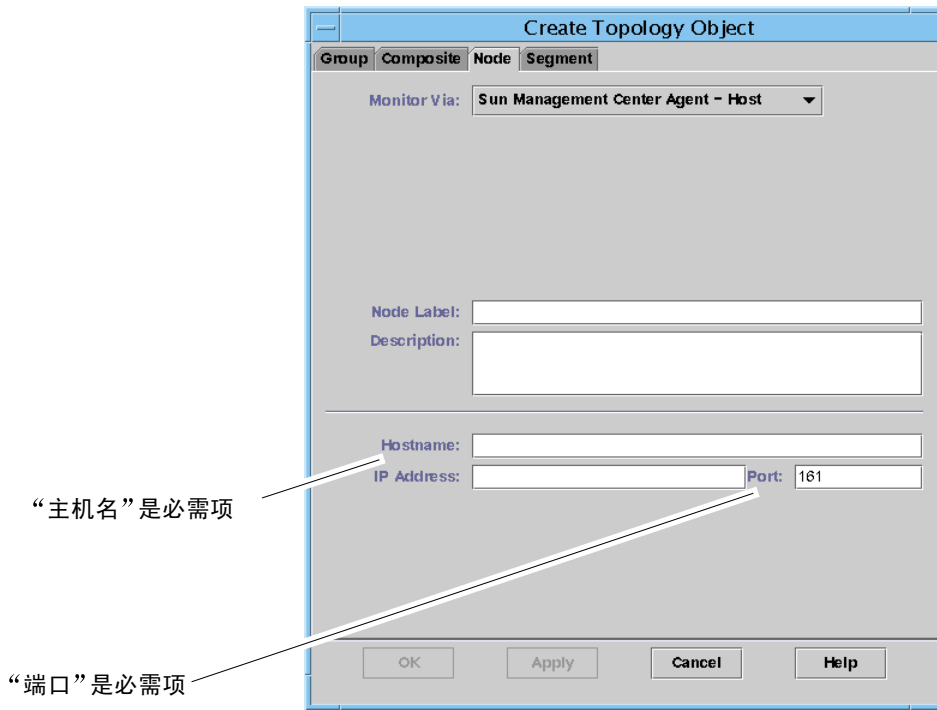 Create Topology Object
Group Composite Node Segment
Monitor Via: Sun Management Center Agent - Host
Node Label:
Description:
Hostname:
IP Address: Port: 161
“主机名”是必需项
“端口”是必需项
OK Apply Cancel Help